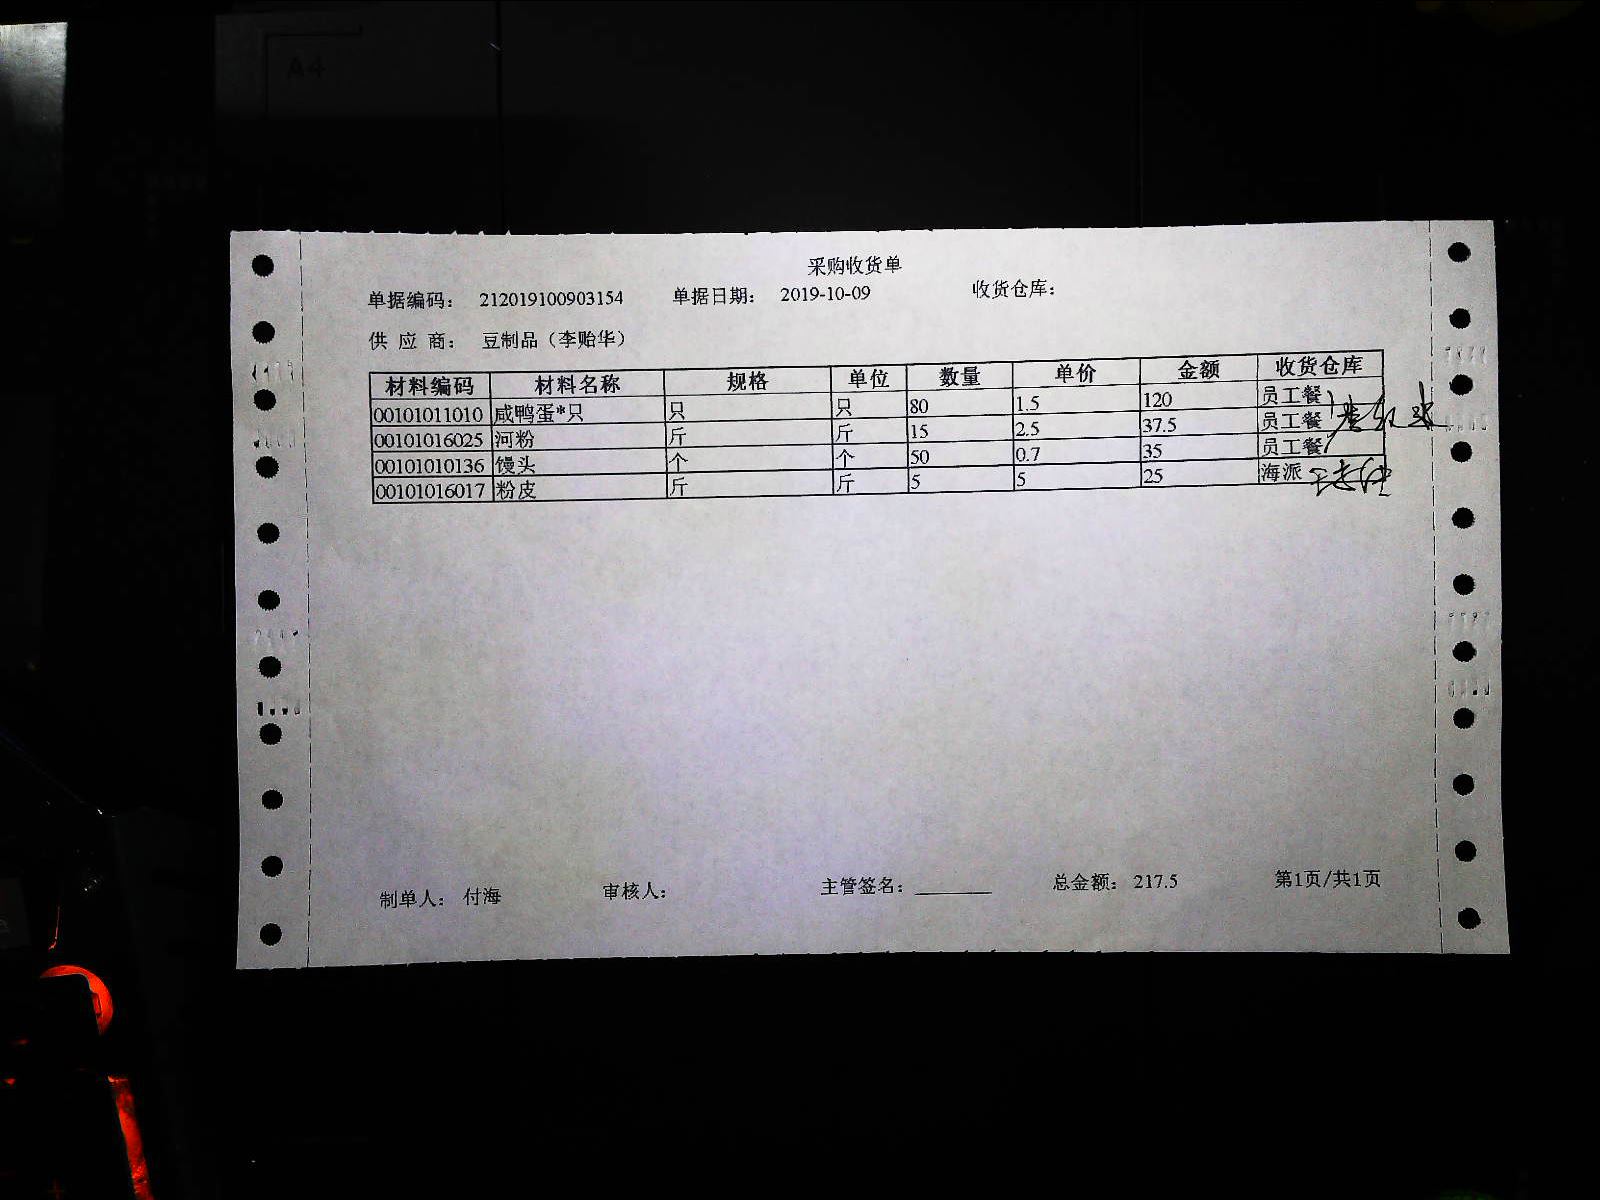 A4
采购收货单
单据编码： 212019100903154 单据日期： 2019-10-09 收货仓库：
供 应 商： 豆制品（李贻华）
材料编码 材料名称 规格 单位 数量 单价 金额 收货仓库
00101011010 咸鸭蛋*只 只 只 80 1.5 120 员工餐
00101016025 河粉 斤 斤 15 2.5 37.5 员工餐
00101010136 馒头 个 个 50 0.7 35 员工餐
00101016017 粉皮 斤 斤 5 5 25 海派
制单人： 付海 审核人： 主管签名： 总金额： 217.5 第1页/共1页